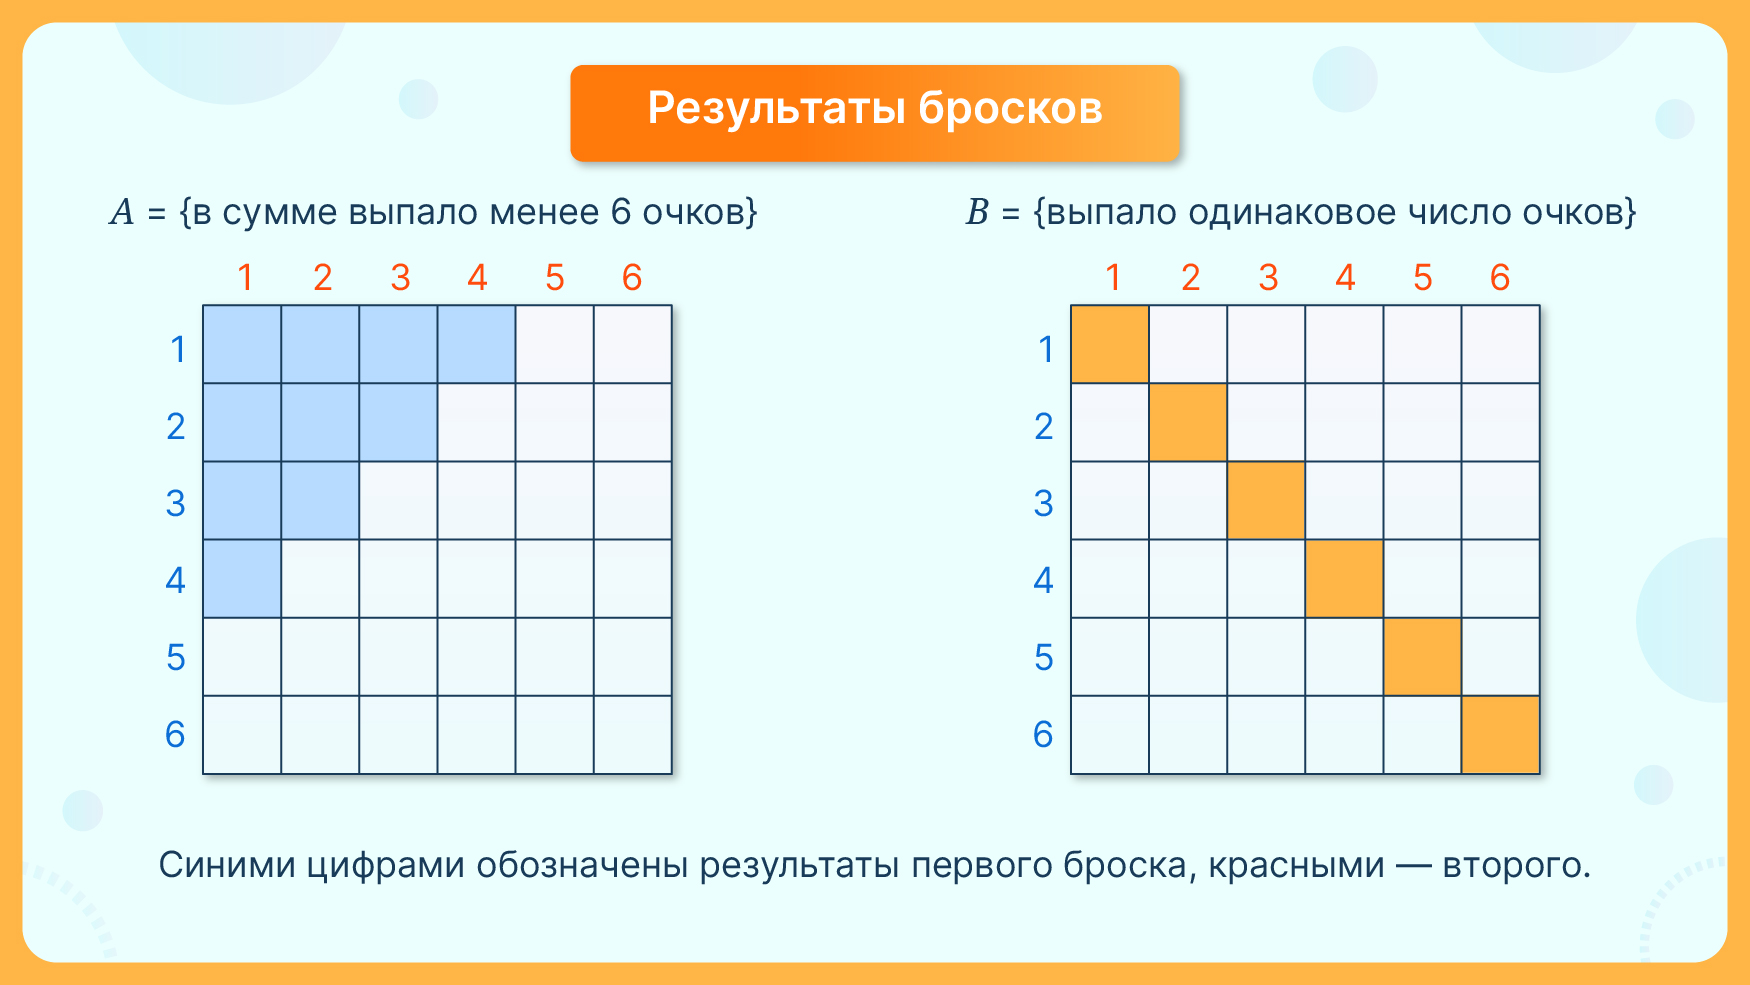 Результаты бросков
A = {в сумме выпало менее 6 очков}
1 2 3 4 5 6
1
2
3
4
5
6
B = {выпало одинаковое число очков}
1 2 3 4 5 6
1
2
3
4
5
6
Синими цифрами обозначены результаты первого броска, красными — второго.